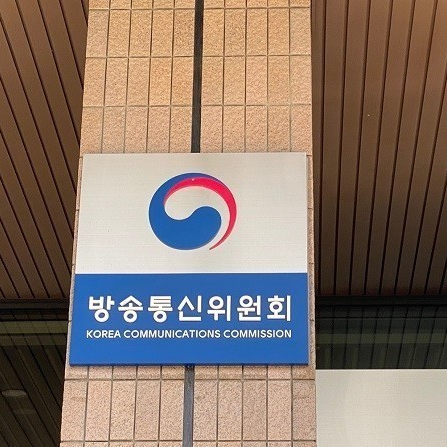 방송통신위원회
KOREA COMMUNICATIONS COMMISSION